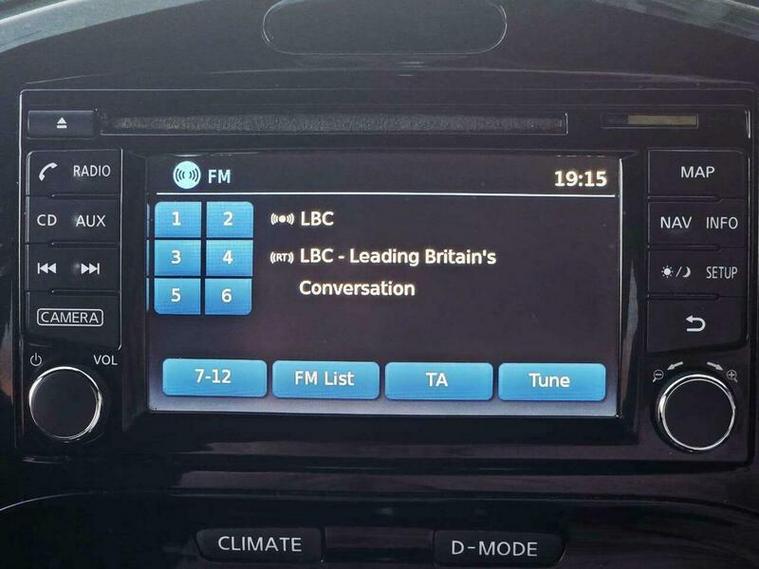 RADIO
CD AUX
CAMERA
VOL
FM 19:15
1 2
3 4
5 6
LBC
(RT) LBC - Leading Britain's
Conversation
7-12 FM List TA Tune
MAP
NAV INFO
SETUP
CLIMATE D-MODE